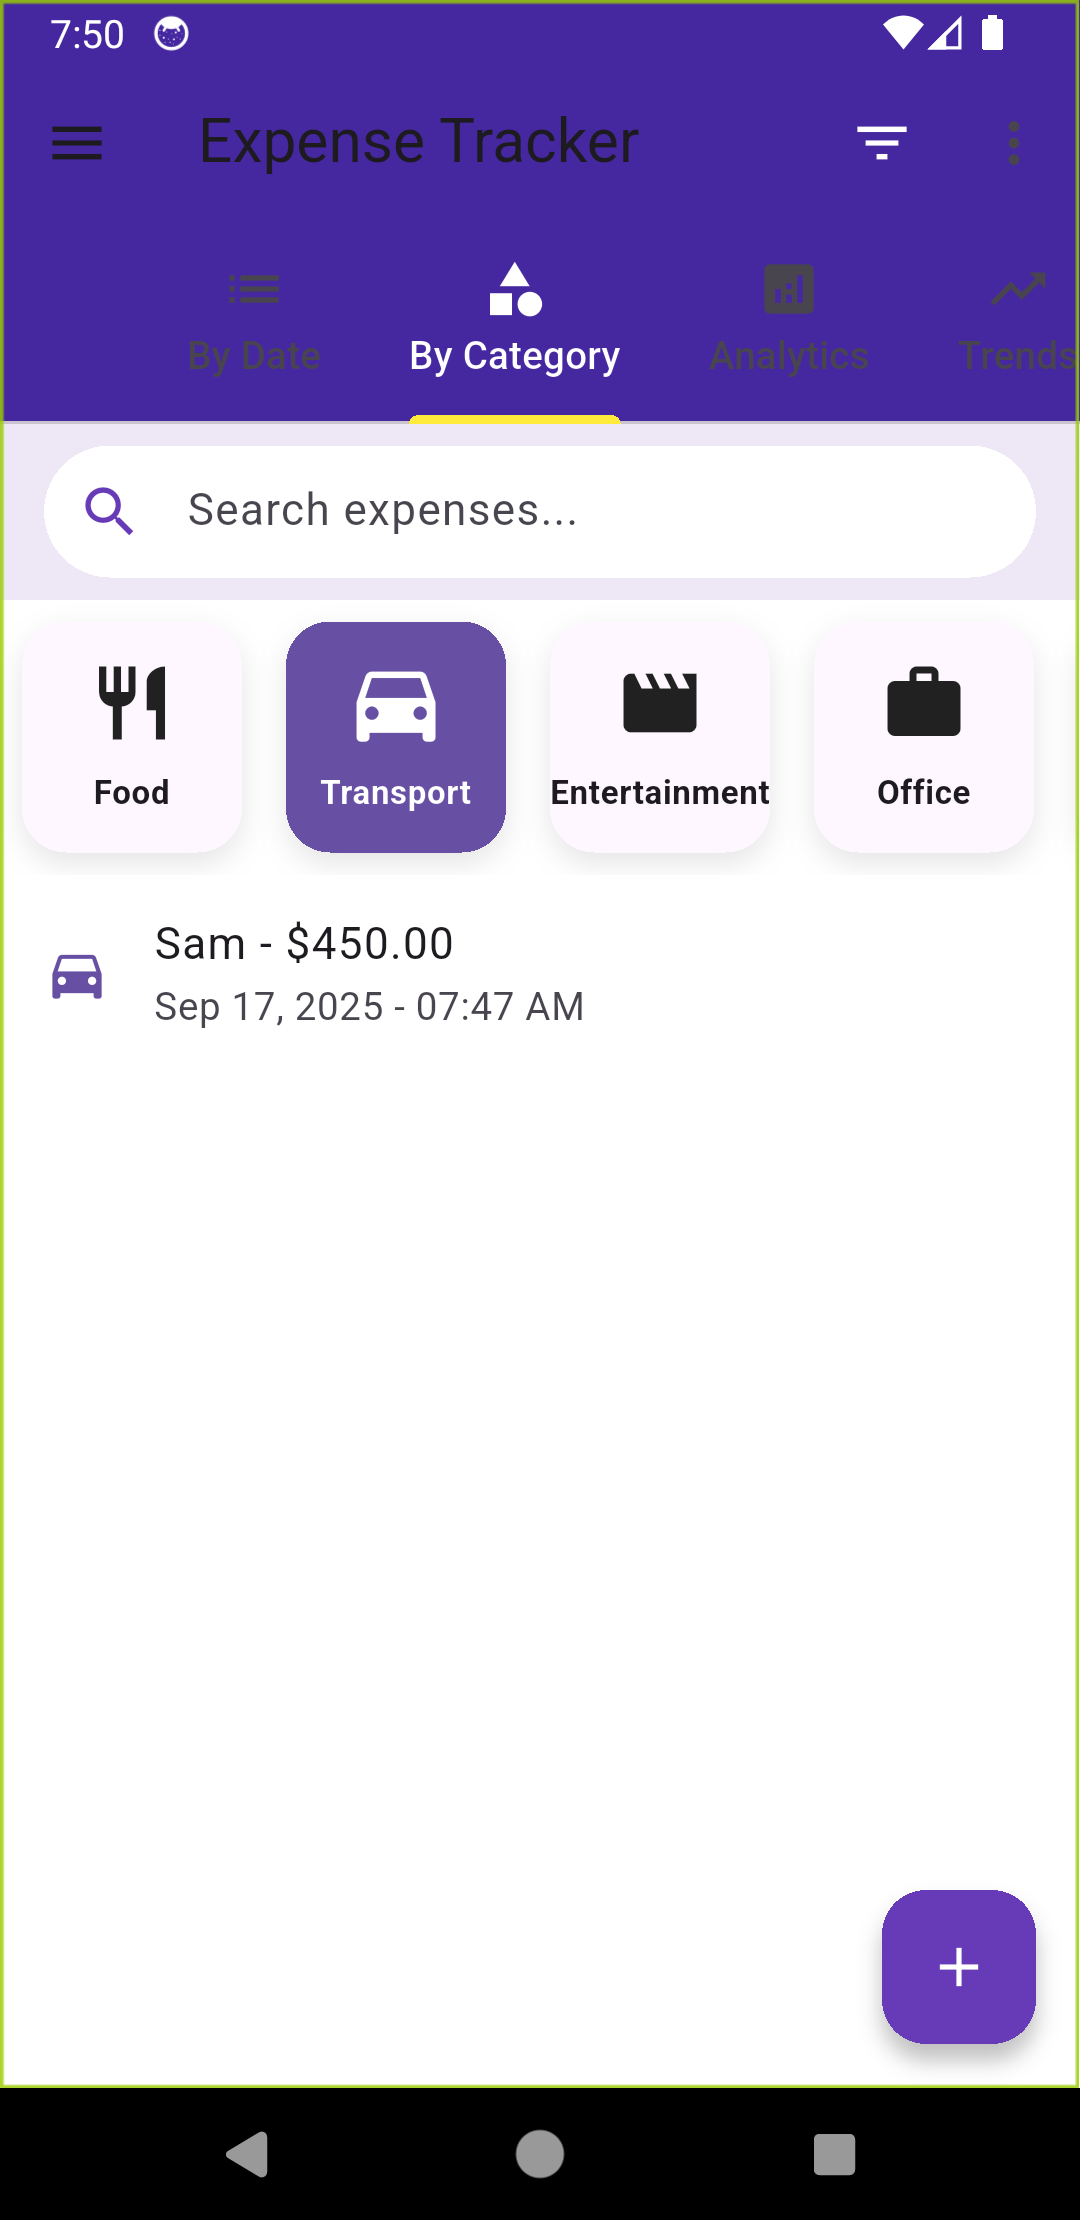 7:50
Expense Tracker
By Date
By Category
Analytics
Trends
Search expenses...
Food
Transport
Entertainment
Office
Sam - $450.00
Sep 17, 2025 - 07:47 AM